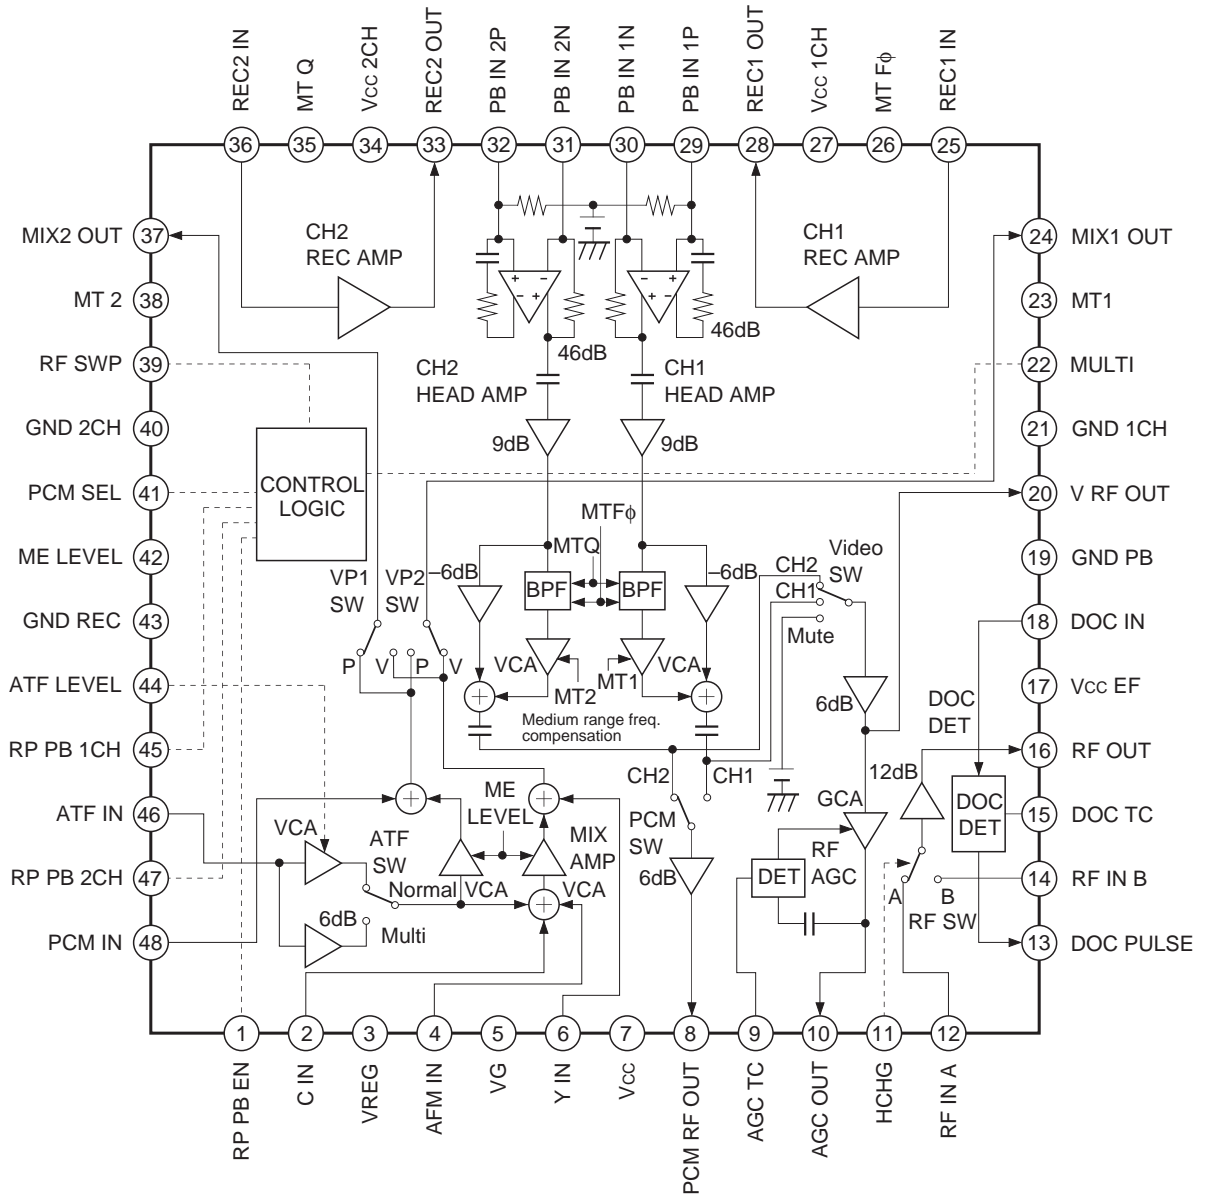 REC2 IN
MT Q
Vcc 2CH
REC2 OUT
PB IN 2P
PB IN 2N
PB IN 1N
PB IN 1P
REC1 OUT
Vcc 1CH
MT Fϕ
REC1 IN
36
35
34
33
32
31
30
29
28
27
26
25
MIX2 OUT 37
MT 2 38
RF SWP 39
GND 2CH 40
PCM SEL 41
ME LEVEL 42
GND REC 43
ATF LEVEL 44
RP PB 1CH 45
ATF IN 46
RP PB 2CH 47
PCM IN 48
24 MIX1 OUT
23 MT1
22 MULTI
21 GND 1CH
20 V RF OUT
19 GND PB
18 DOC IN
17 Vcc EF
16 RF OUT
15 DOC TC
14 RF IN B
13 DOC PULSE
CH2
REC AMP
CH1
REC AMP
+
−
−
+
−
+
+
−
46dB
46dB
CH2
HEAD AMP
CH1
HEAD AMP
9dB
9dB
CONTROL
LOGIC
MTFϕ
MTQ
–6dB
BPF
BPF
–6dB
CH2
CH1
Video
SW
Mute
VP1
SW
VP2
SW
P
V
P
V
VCA
MT2
MT1
VCA
+
+
Medium range freq.
compensation
6dB
DOC
DET
CH2
CH1
PCM
SW
6dB
12dB
GCA
RF
AGC
DET
DOC
DET
A
B
RF SW
VCA
ATF
SW
Normal
6dB
Multi
+
VCA
ME
LEVEL
+
MIX
AMP
VCA
+
1
2
3
4
5
6
7
8
9
10
11
12
RP PB EN
C IN
VREG
AFM IN
VG
Y IN
Vcc
PCM RF OUT
AGC TC
AGC OUT
HCHG
RF IN A